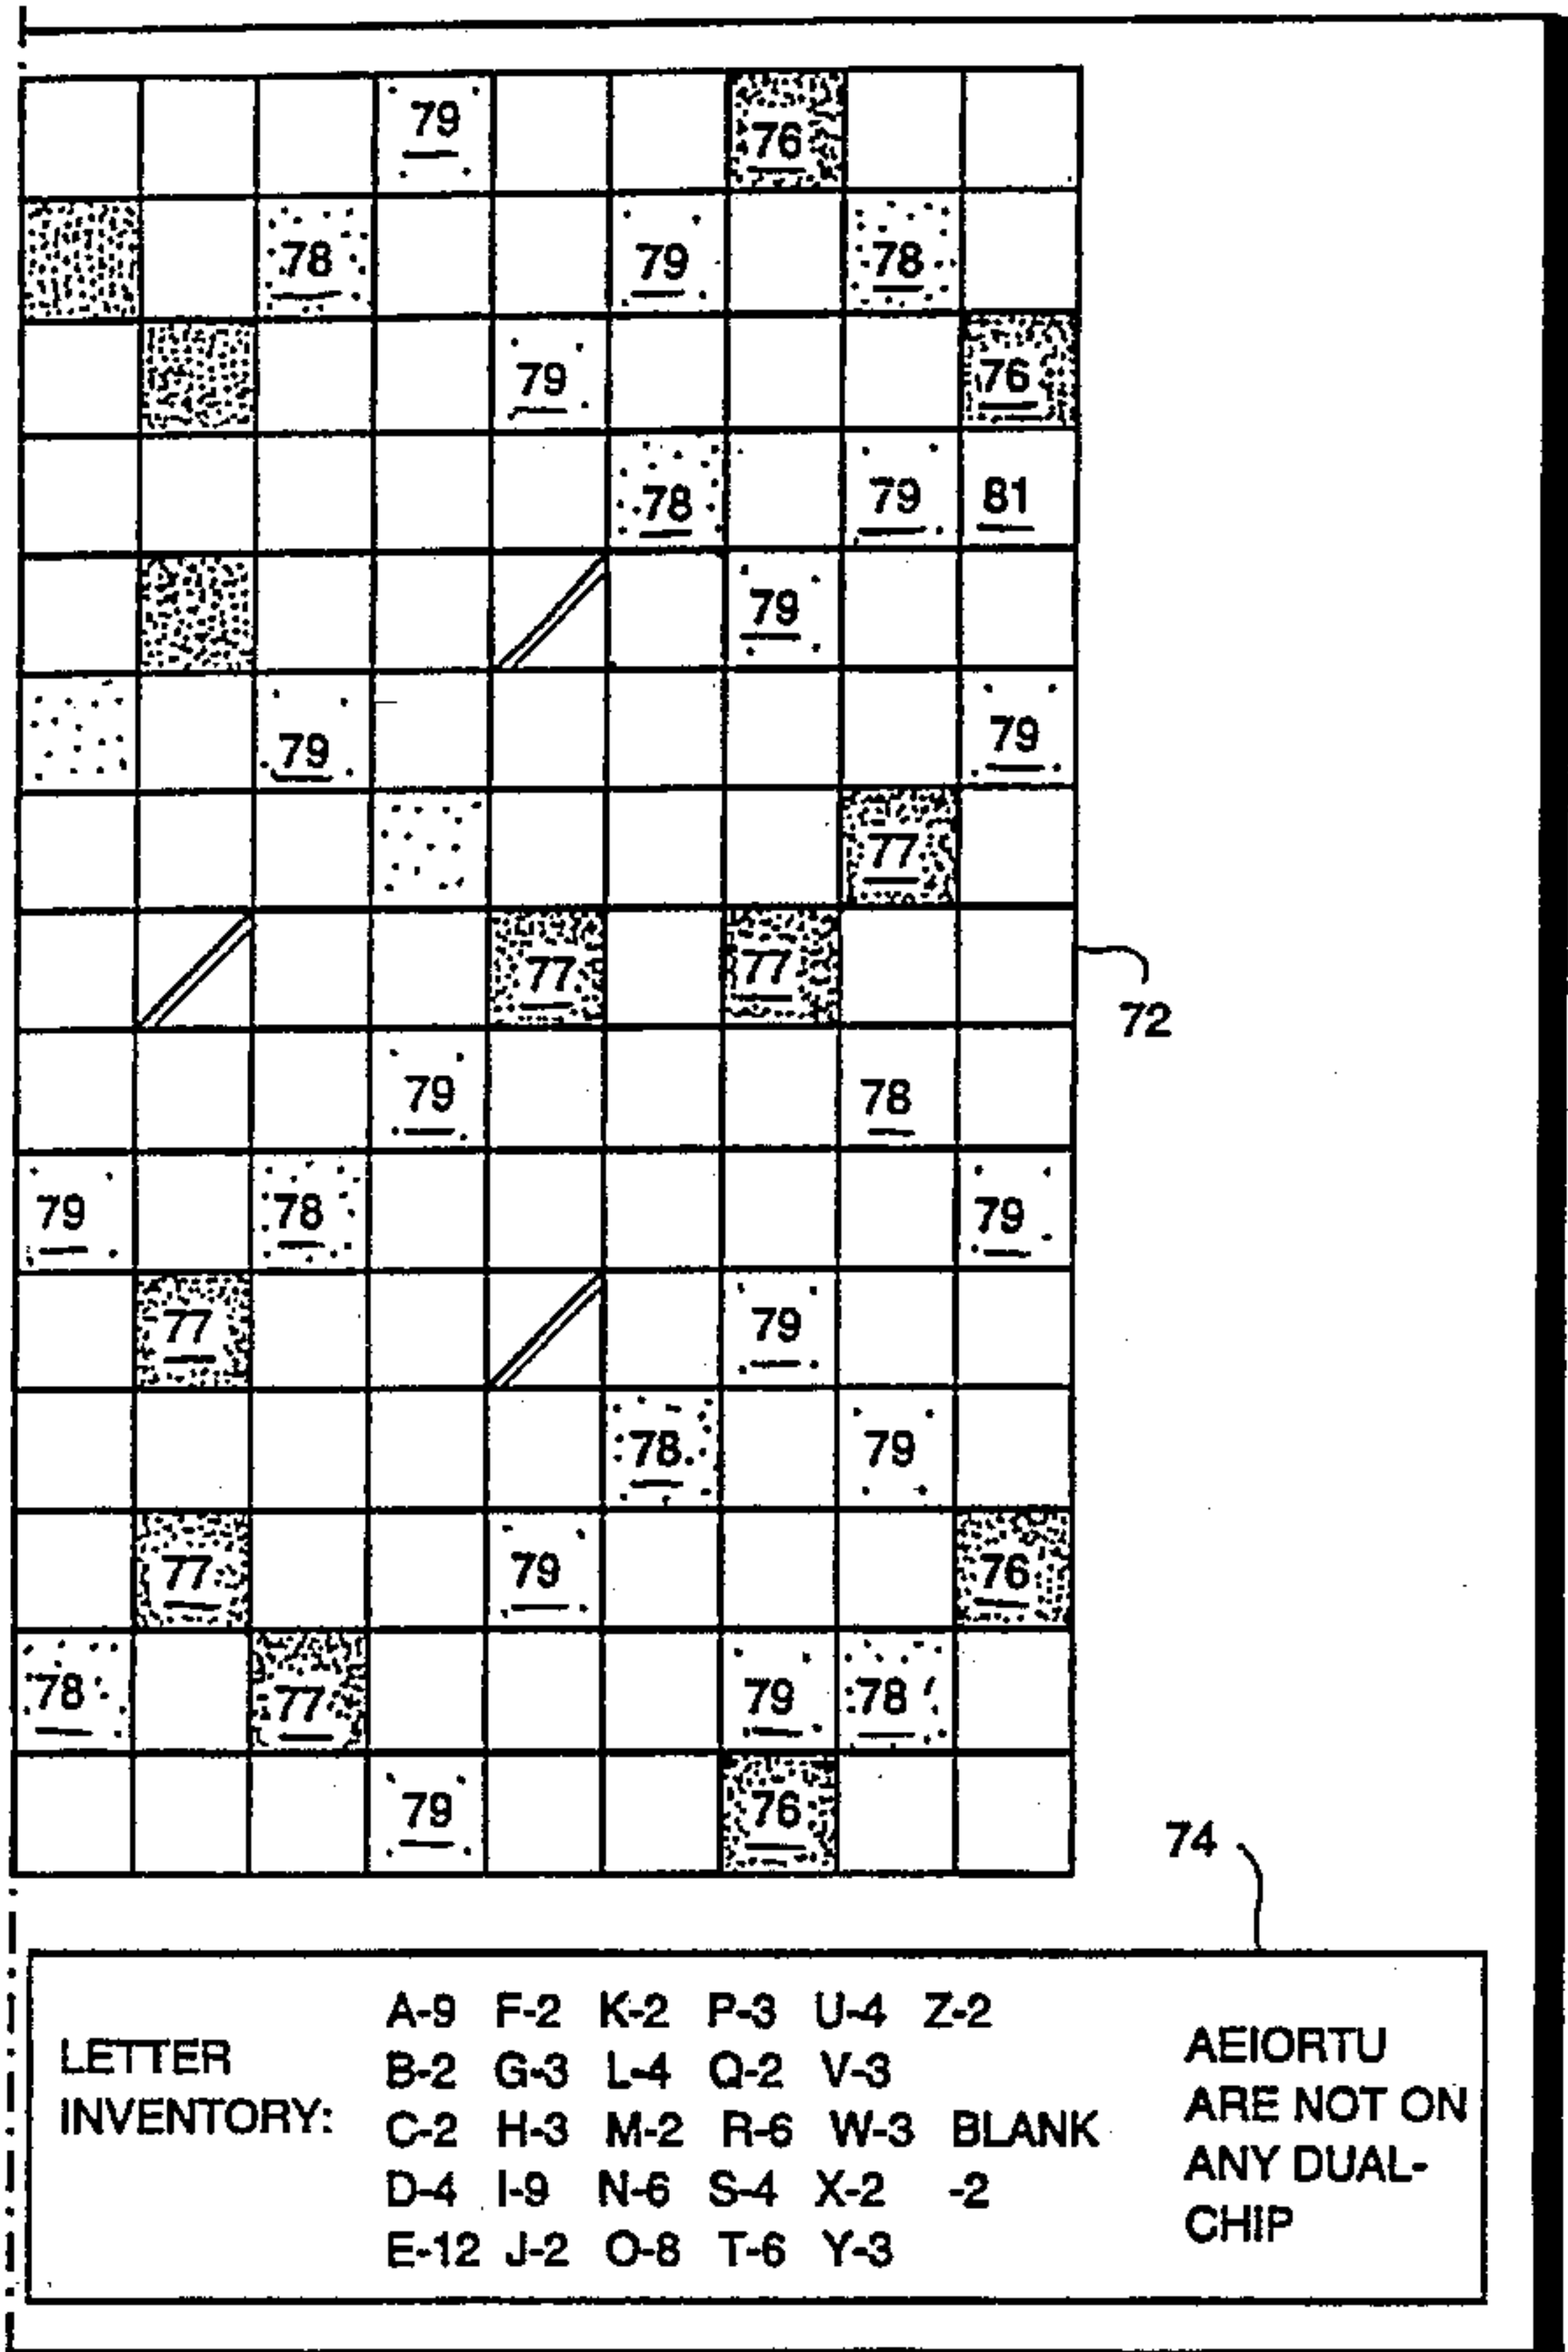 79 76
78 79 78
79 76
78 79 81
79
79 79
77
77 77
72
79 78
79 78 79
77 79
78 79
77 79 76
78 77 79 78
79 76
74
LETTER INVENTORY:
A-9 F-2 K-2 P-3 U-4 Z-2
B-2 G-3 L-4 Q-2 V-3
C-2 H-3 M-2 R-6 W-3 BLANK
D-4 I-9 N-6 S-4 X-2 -2
E-12 J-2 O-8 T-6 Y-3
AEIORTU
ARE NOT ON
ANY DUAL-
CHIP